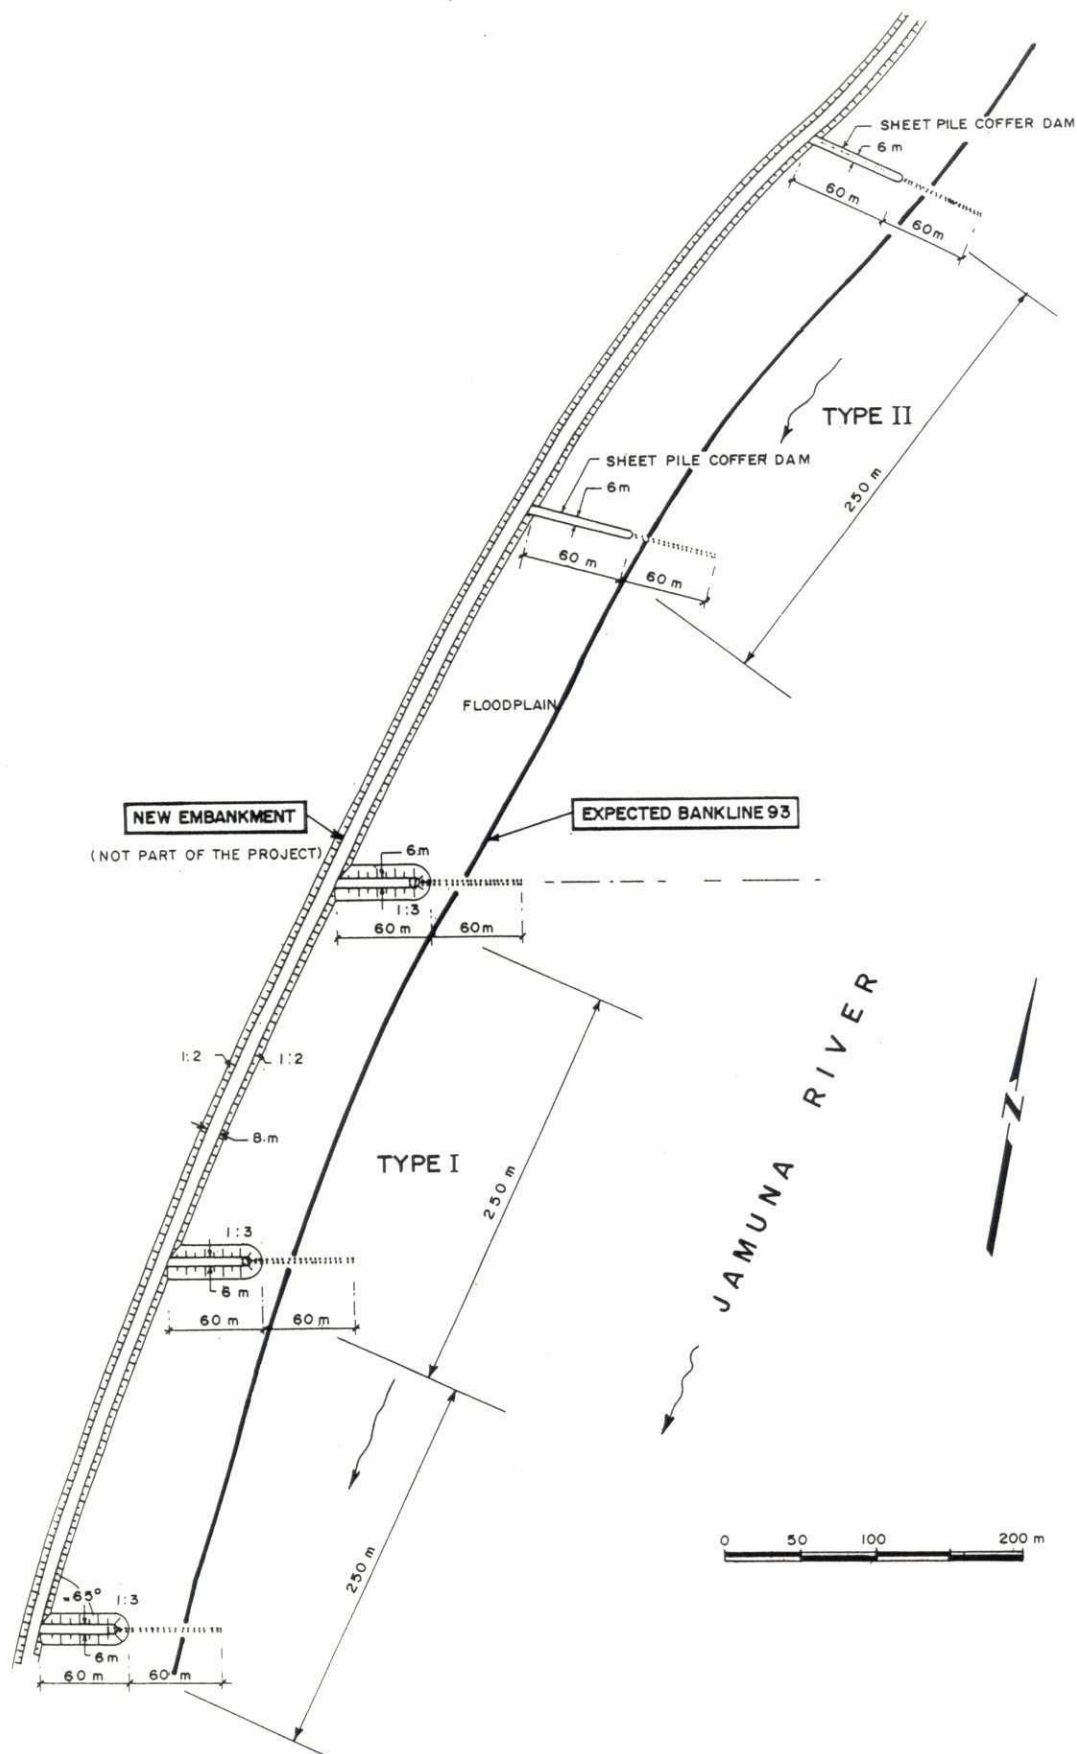 SHEET PILE COFFER DAM
6 m
60 m
60m
TYPE II
250 m
SHEET PILE COFFER DAM
6m
60 m
60 m
FLOODPLAIN
NEW EMBANKMENT
(NOT PART OF THE PROJECT)
EXPECTED BANKLINE 93
6m
1:3
60 m
60m
1:2
1:2
8.m
TYPE I
250 m
JAMUNA RIVER
N
1:3
6 m
60 m
60 m
0 50 100 200 m
250 m
≈65°
1:3
6m
60 m
60 m